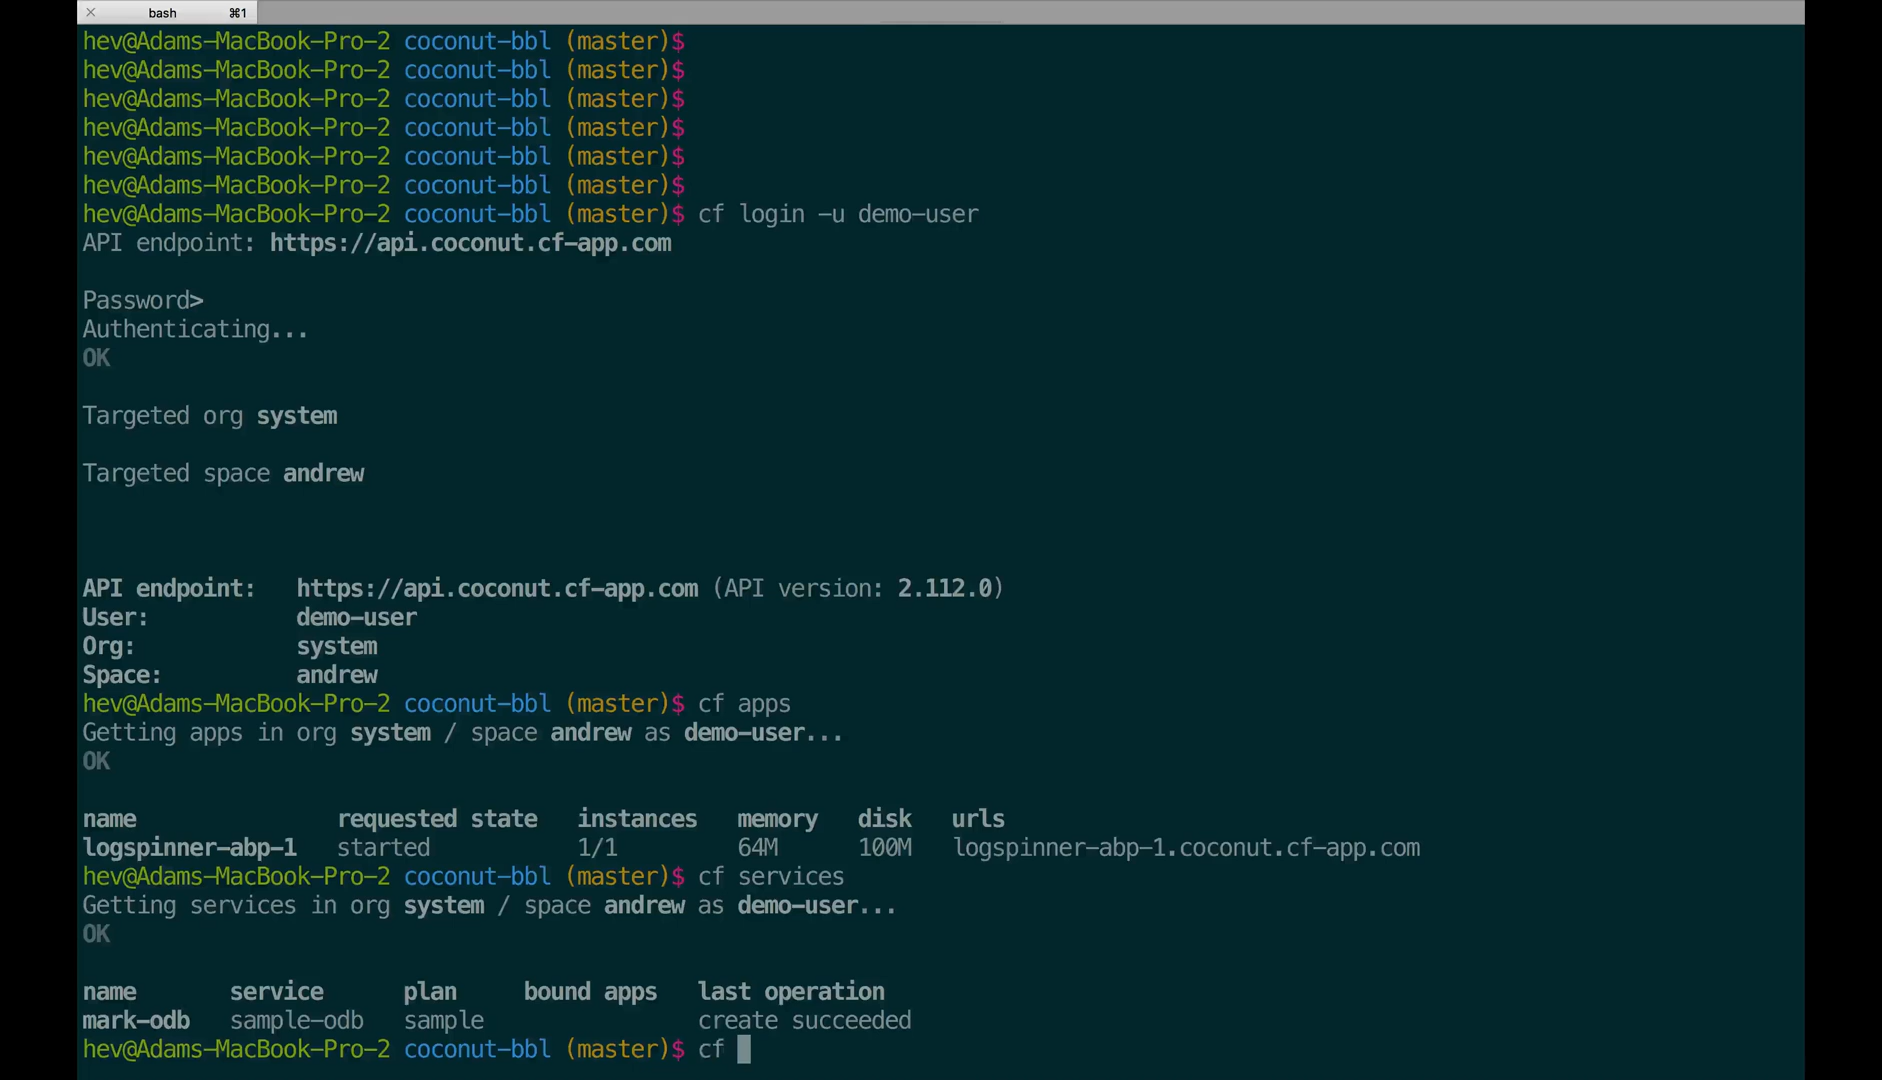 bash ⌘1
hev@Adams-MacBook-Pro-2 coconut-bbl (master)$
hev@Adams-MacBook-Pro-2 coconut-bbl (master)$
hev@Adams-MacBook-Pro-2 coconut-bbl (master)$
hev@Adams-MacBook-Pro-2 coconut-bbl (master)$
hev@Adams-MacBook-Pro-2 coconut-bbl (master)$
hev@Adams-MacBook-Pro-2 coconut-bbl (master)$
hev@Adams-MacBook-Pro-2 coconut-bbl (master)$ cf login -u demo-user
API endpoint: https://api.coconut.cf-app.com
Password>
Authenticating...
OK
Targeted org system
Targeted space andrew
API endpoint: https://api.coconut.cf-app.com (API version: 2.112.0)
User: demo-user
Org: system
Space: andrew
hev@Adams-MacBook-Pro-2 coconut-bbl (master)$ cf apps
Getting apps in org system / space andrew as demo-user...
OK
name requested state instances memory disk urls
logspinner-abp-1 started 1/1 64M 100M logspinner-abp-1.coconut.cf-app.com
hev@Adams-MacBook-Pro-2 coconut-bbl (master)$ cf services
Getting services in org system / space andrew as demo-user...
OK
name service plan bound apps last operation
mark-odb sample-odb sample create succeeded
hev@Adams-MacBook-Pro-2 coconut-bbl (master)$ cf